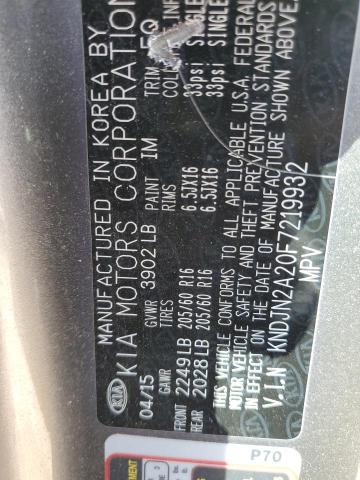 MANUFACTURED IN KOREA BY
KIA KIA MOTORS CORPORATION
04/15 GVWR 3902 LB PAINT IM TRIM EQ
GAWR TIRES RIMS COLD
FRONT 2249 LB 205/60 R16 6.5JX16 33psi SINGLE
REAR 2028 LB 205/60 R16 6.5JX16 33psi SINGLE
THIS VEHICLE CONFORMS TO ALL APPLICABLE U.S.A. FEDERAL
MOTOR VEHICLE SAFETY AND THEFT PREVENTION STANDARDS
IN EFFECT ON THE DATE OF MANUFACTURE SHOWN ABOVE.
V.I.N KNDJN2A20F7219932
MPV
P70